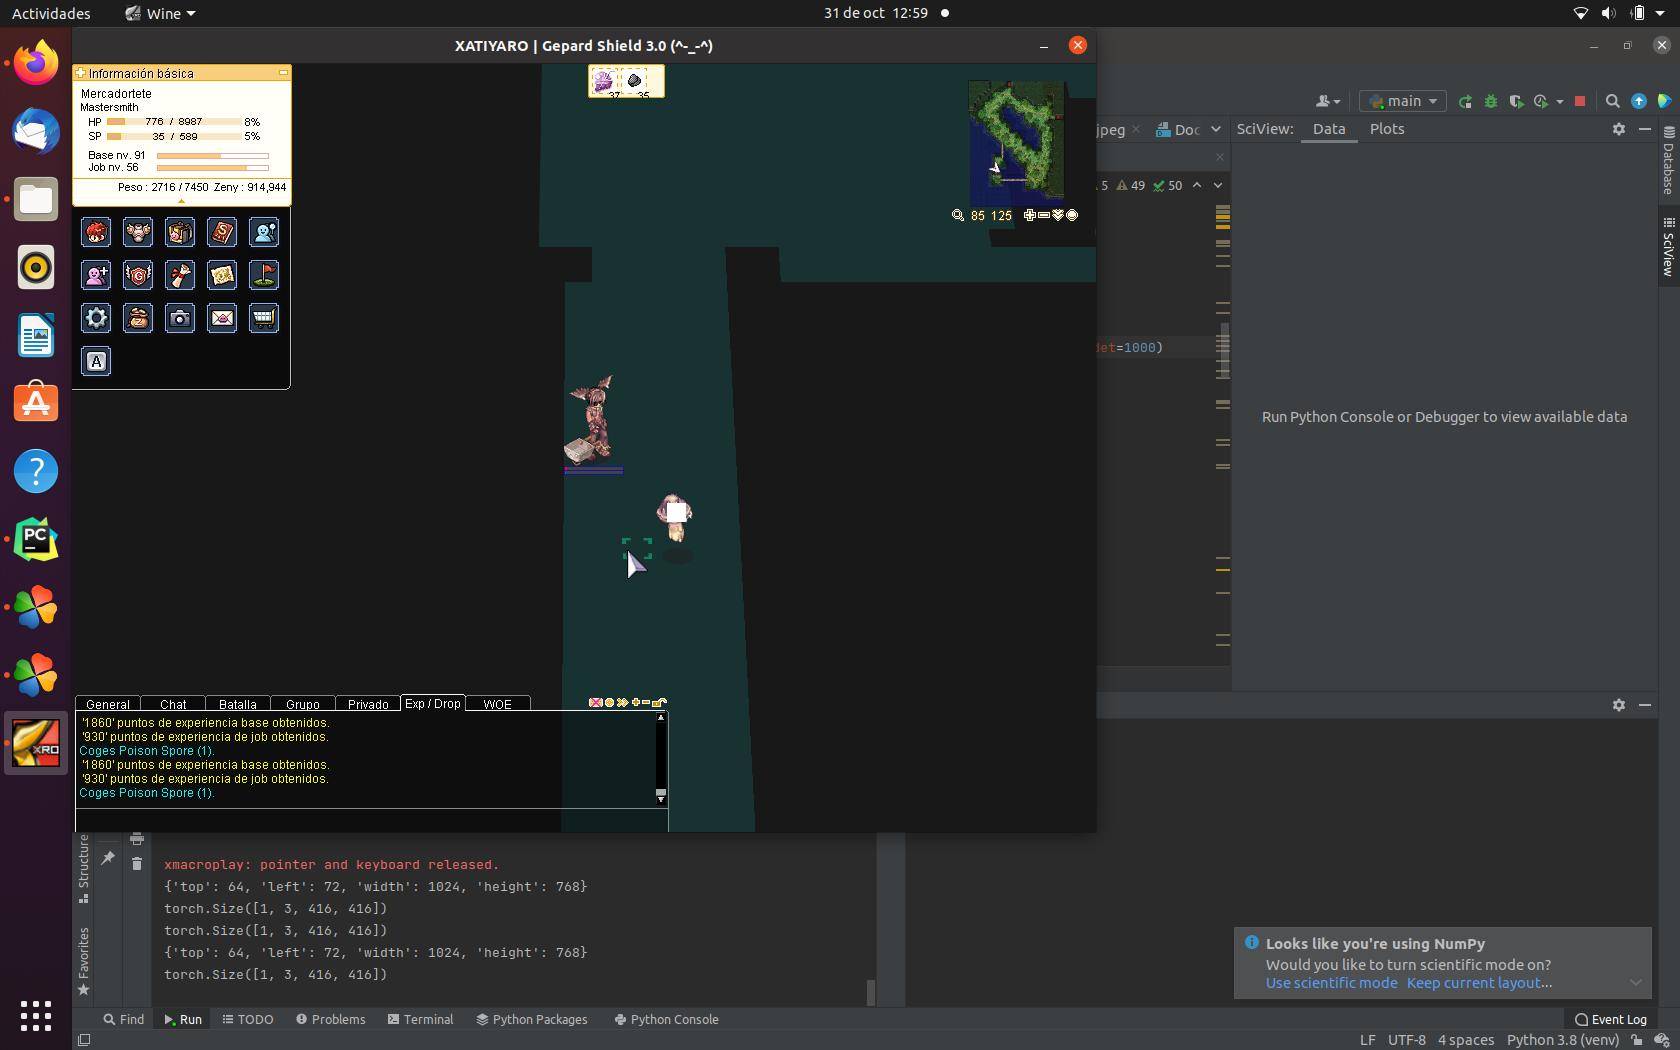 Actividades
Wine
31 de oct 12:59
XATIYARO | Gepard Shield 3.0 (^-_-^)
Información básica
Mercadortete
Mastersmith
HP 776 / 8987 8%
SP 35 / 589 5%
Base nv. 91
Job nv. 56
Peso : 2716 / 7450 Zeny : 914,944
37 35
85 125
A
General Chat Batalla Grupo Privado Exp / Drop WOE
'1860' puntos de experiencia base obtenidos.
'930' puntos de experiencia de job obtenidos.
Coges Poison Spore (1).
'1860' puntos de experiencia base obtenidos.
'930' puntos de experiencia de job obtenidos.
Coges Poison Spore (1).
main
jpeg
Doc
SciView: Data Plots
5 49 50
det=1000)
Run Python Console or Debugger to view available data
Database
SciView
PC
XRO
Structure
Favorites
xmacroplay: pointer and keyboard released.
{'top': 64, 'left': 72, 'width': 1024, 'height': 768}
torch.Size([1, 3, 416, 416])
torch.Size([1, 3, 416, 416])
{'top': 64, 'left': 72, 'width': 1024, 'height': 768}
torch.Size([1, 3, 416, 416])
Looks like you're using NumPy
Would you like to turn scientific mode on?
Use scientific mode Keep current layout...
Find Run TODO Problems Terminal Python Packages Python Console
Event Log
LF UTF-8 4 spaces Python 3.8 (venv)